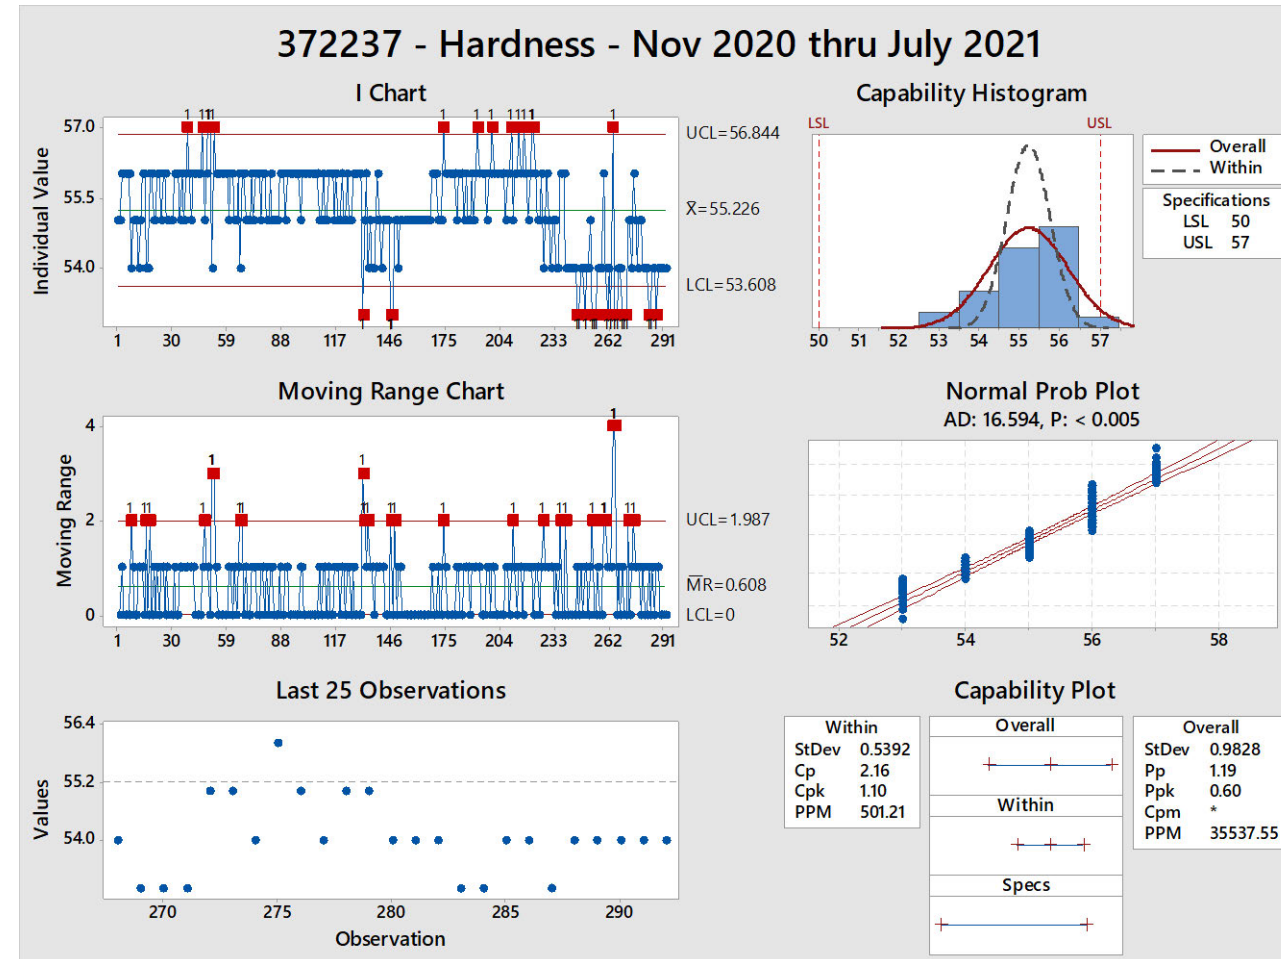 372237 - Hardness - Nov 2020 thru July 2021
I Chart
Individual Value
57.0
55.5
54.0
1 30 59 88 117 146 175 204 233 262 291
UCL=56.844
X̄=55.226
LCL=53.608
Capability Histogram
LSL USL
50 51 52 53 54 55 56 57
Overall
Within
Specifications
LSL 50
USL 57
Moving Range Chart
Moving Range
4
2
0
1 30 59 88 117 146 175 204 233 262 291
UCL=1.987
M̅R̅=0.608
LCL=0
Normal Prob Plot
AD: 16.594, P: < 0.005
52 54 56 58
Last 25 Observations
Values
56.4
55.2
54.0
270 275 280 285 290
Observation
Capability Plot
Within
StDev 0.5392
Cp 2.16
Cpk 1.10
PPM 501.21
Overall
Within
Specs
Overall
StDev 0.9828
Pp 1.19
Ppk 0.60
Cpm *
PPM 35537.55